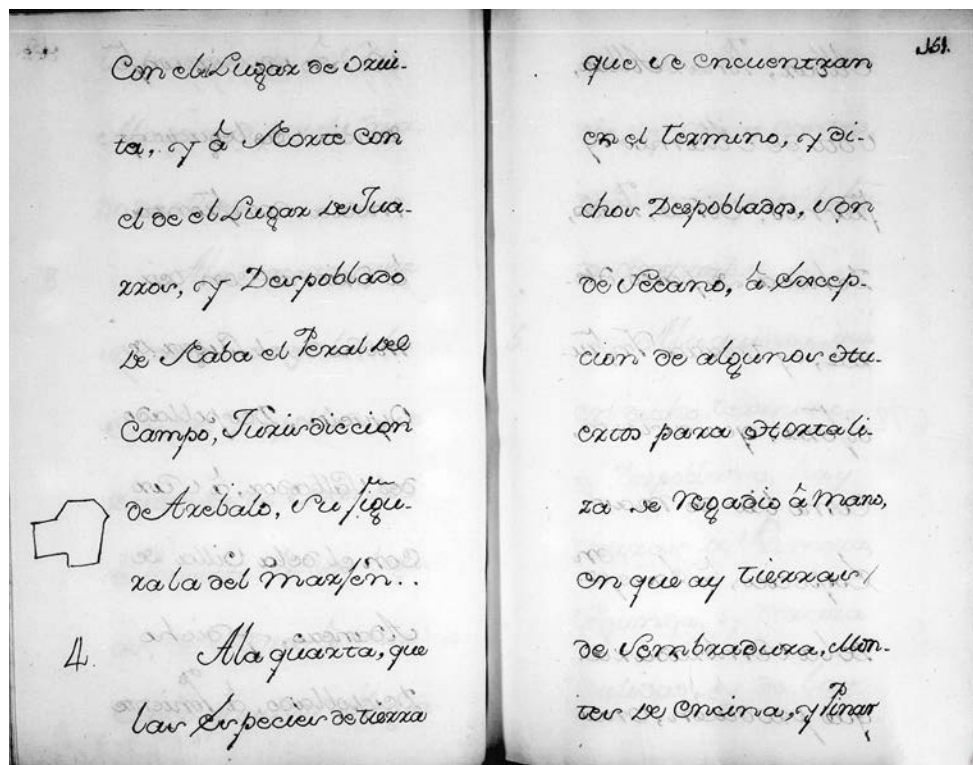 Con el Lugar de Orui-
ta, y â Norte con
el de el Lugar de Jua-
rros, y Despoblado
de Naba el Peral del
Campo, Jurisdiccion
de Arebalo, su figu-
ra la del marjen..
4. A la quarta, que
las Especies de tierra
161.
que se encuentran
en el termino, y di-
chos Despoblados, son
de Secano, â Excep-
cion de algunos Hu-
ertos para Hortali-
za de Regadio â mano,
en que ay tierras
de Sembradura, Mon-
tes de Encina, y Pinar